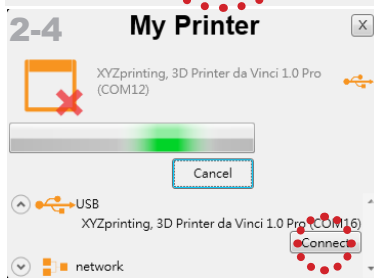 2-4
My Printer
X
XYZprinting, 3D Printer da Vinci 1.0 Pro
(COM12)
Cancel
USB
XYZprinting, 3D Printer da Vinci 1.0 Pro (COM16)
Connect
network